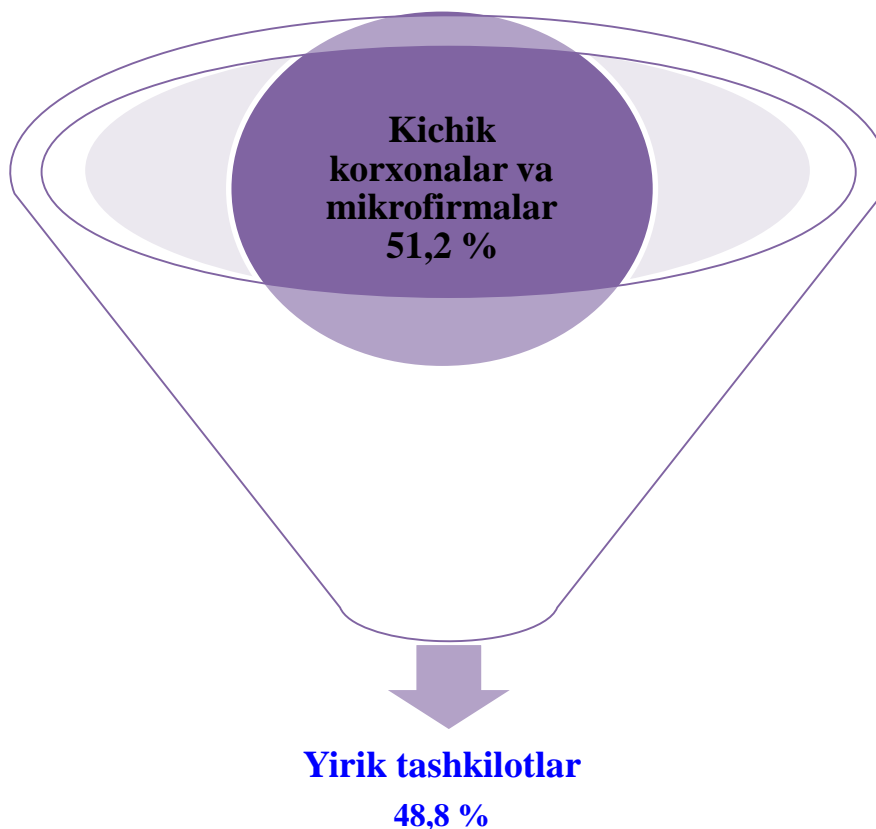 Kichik
korxonalar va
mikrofirmalar
51,2 %
Yirik tashkilotlar
48,8 %